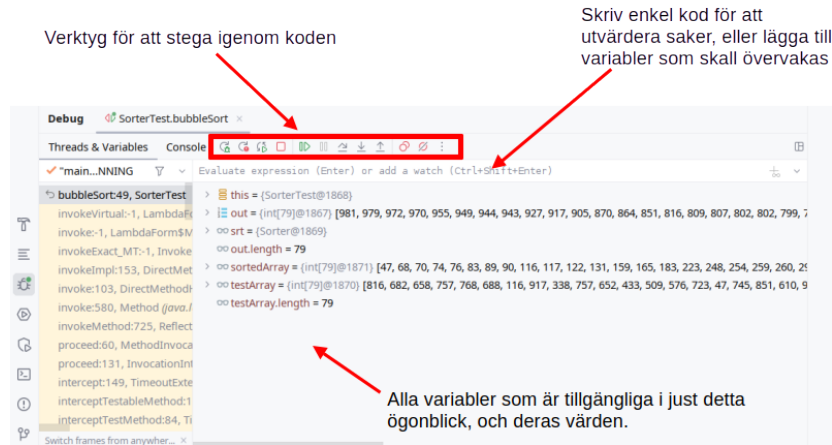 Skriv enkel kod för att
utvärdera saker, eller lägga till
variabler som skall övervakas
Verktyg för att stega igenom koden
Debug SorterTest.bubbleSort ×
Threads & Variables Console
"main...NNING Evaluate expression (Enter) or add a watch (Ctrl+Shift+Enter)
bubbleSort:49, SorterTest
invokeVirtual:-1, LambdaFo
invoke:-1, LambdaForm$M
invokeExact_MT:-1, Invoke
invokeImpl:153, DirectMet
invoke:103, DirectMethodH
invoke:580, Method (java.l
invokeMethod:725, Reflect
proceed:60, MethodInvoca
proceed:131, InvocationInt
intercept:149, TimeoutExte
interceptTestableMethod:1
interceptTestMethod:84, Ti
Switch frames from anywher... ×
this = {SorterTest@1868}
out = {int[79]@1867} [981, 979, 972, 970, 955, 949, 944, 943, 927, 917, 905, 870, 864, 851, 816, 809, 807, 802, 802, 799, 7
srt = {Sorter@1869}
out.length = 79
sortedArray = {int[79]@1871} [47, 68, 70, 74, 76, 83, 89, 90, 116, 117, 122, 131, 159, 165, 183, 223, 248, 254, 259, 260, 29
testArray = {int[79]@1870} [816, 682, 658, 757, 768, 688, 116, 917, 338, 757, 652, 433, 509, 576, 723, 47, 745, 851, 610, 9
testArray.length = 79
Alla variabler som är tillgängliga i just detta
ögonblick, och deras värden.